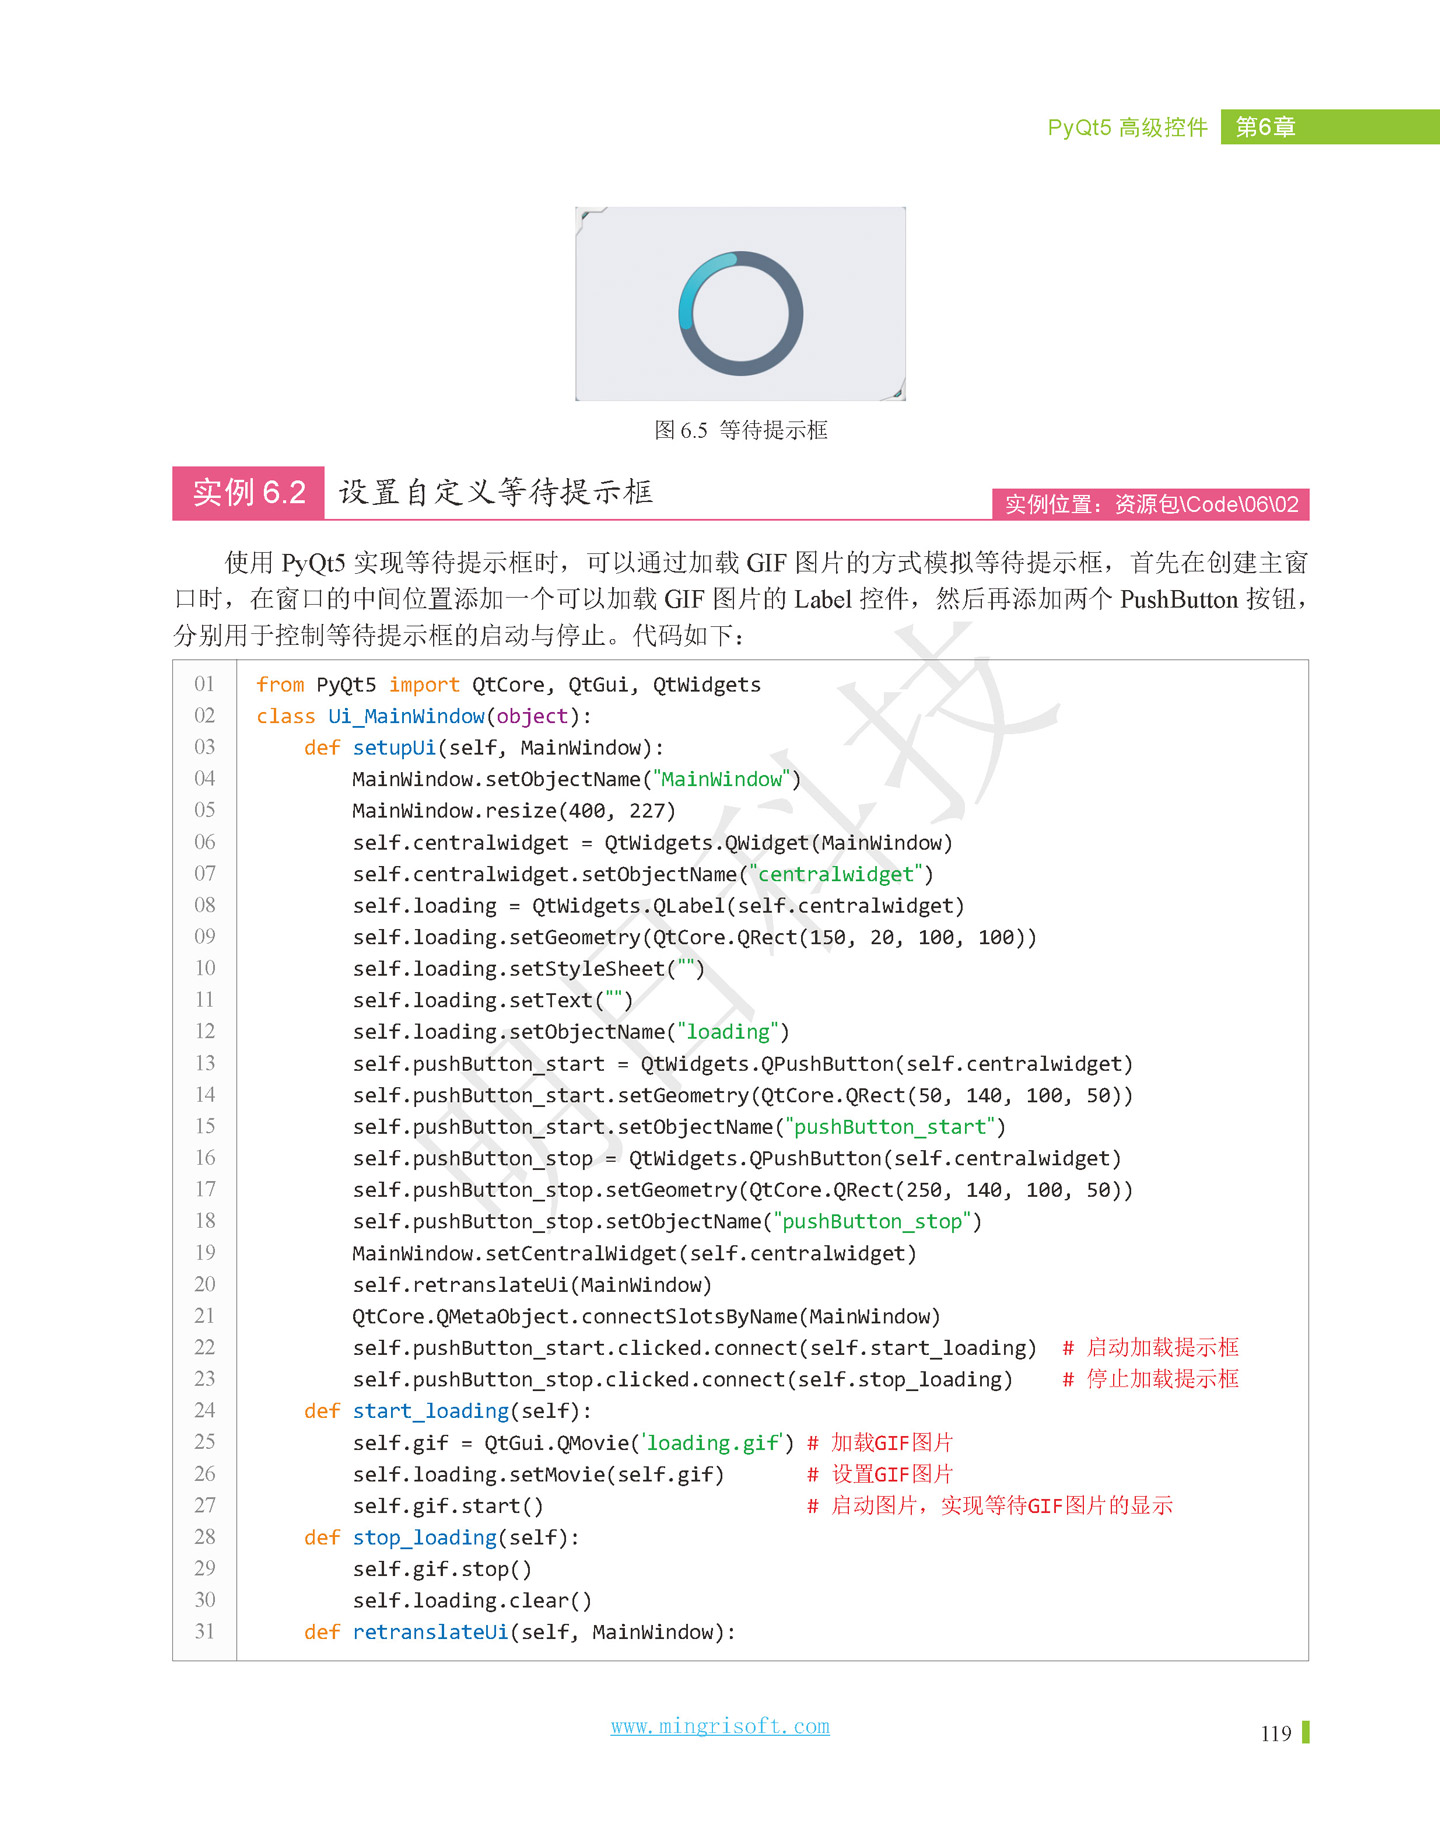 PyQt5 高级控件 第6章
图 6.5 等待提示框
实例 6.2 设置自定义等待提示框 实例位置：资源包\Code\06\02
使用 PyQt5 实现等待提示框时，可以通过加载 GIF 图片的方式模拟等待提示框，首先在创建主窗
口时，在窗口的中间位置添加一个可以加载 GIF 图片的 Label 控件，然后再添加两个 PushButton 按钮，
分别用于控制等待提示框的启动与停止。代码如下：
01 from PyQt5 import QtCore, QtGui, QtWidgets
02 class Ui_MainWindow(object):
03     def setupUi(self, MainWindow):
04         MainWindow.setObjectName("MainWindow")
05         MainWindow.resize(400, 227)
06         self.centralwidget = QtWidgets.QWidget(MainWindow)
07         self.centralwidget.setObjectName("centralwidget")
08         self.loading = QtWidgets.QLabel(self.centralwidget)
09         self.loading.setGeometry(QtCore.QRect(150, 20, 100, 100))
10         self.loading.setStyleSheet("")
11         self.loading.setText("")
12         self.loading.setObjectName("loading")
13         self.pushButton_start = QtWidgets.QPushButton(self.centralwidget)
14         self.pushButton_start.setGeometry(QtCore.QRect(50, 140, 100, 50))
15         self.pushButton_start.setObjectName("pushButton_start")
16         self.pushButton_stop = QtWidgets.QPushButton(self.centralwidget)
17         self.pushButton_stop.setGeometry(QtCore.QRect(250, 140, 100, 50))
18         self.pushButton_stop.setObjectName("pushButton_stop")
19         MainWindow.setCentralWidget(self.centralwidget)
20         self.retranslateUi(MainWindow)
21         QtCore.QMetaObject.connectSlotsByName(MainWindow)
22         self.pushButton_start.clicked.connect(self.start_loading)  # 启动加载提示框
23         self.pushButton_stop.clicked.connect(self.stop_loading)    # 停止加载提示框
24     def start_loading(self):
25         self.gif = QtGui.QMovie('loading.gif') # 加载GIF图片
26         self.loading.setMovie(self.gif)       # 设置GIF图片
27         self.gif.start()                      # 启动图片，实现等待GIF图片的显示
28     def stop_loading(self):
29         self.gif.stop()
30         self.loading.clear()
31     def retranslateUi(self, MainWindow):
明日科技
www.mingrisoft.com
119